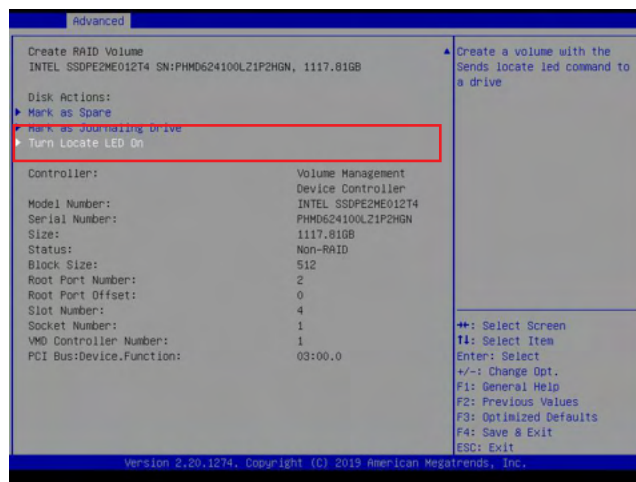 Advanced
Create RAID Volume
INTEL SSDPE2ME012T4 SN:PHMD624100LZ1P2HGN, 1117.81GB
Disk Actions:
Mark as Spare
Mark as Journaling Drive
Turn Locate LED On
Controller: Volume Management
Device Controller
Model Number: INTEL SSDPE2ME012T4
Serial Number: PHMD624100LZ1P2HGN
Size: 1117.81GB
Status: Non-RAID
Block Size: 512
Root Port Number: 2
Root Port Offset: 0
Slot Number: 4
Socket Number: 1
VMD Controller Number: 1
PCI Bus:Device.Function: 03:00.0
Create a volume with the
Sends locate led command to
a drive
→←: Select Screen
↑↓: Select Item
Enter: Select
+/-: Change Opt.
F1: General Help
F2: Previous Values
F3: Optimized Defaults
F4: Save & Exit
ESC: Exit
Version 2.20.1274. Copyright (C) 2019 American Megatrends, Inc.